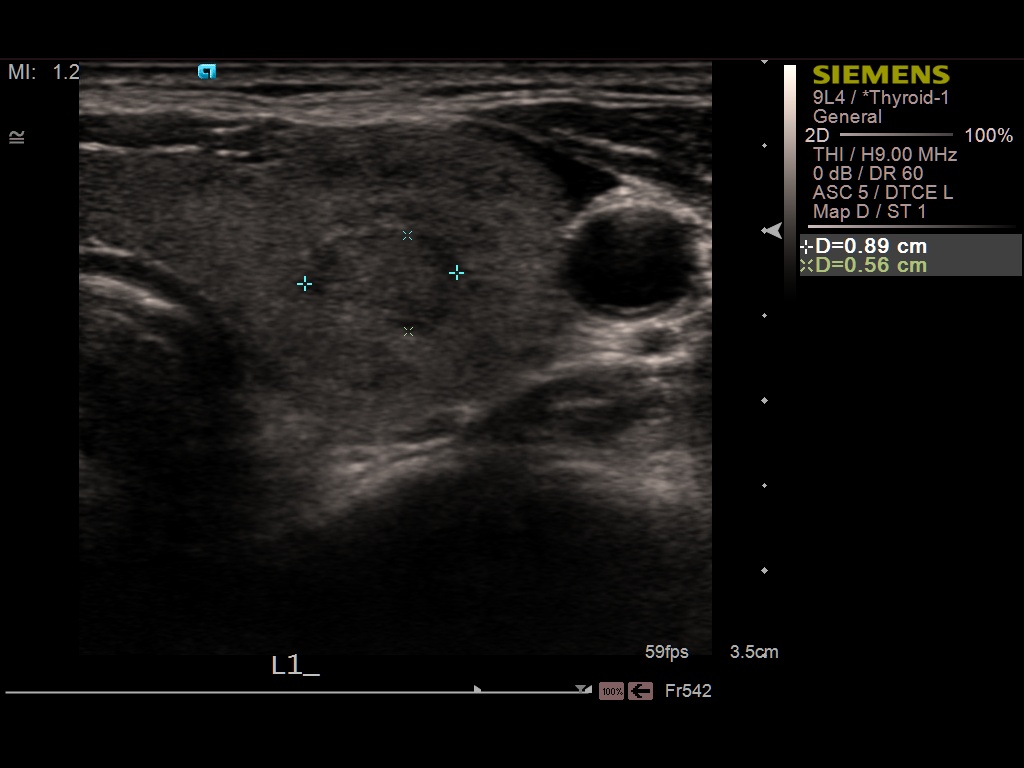 MI: 1.2
SIEMENS
9L4 / *Thyroid-1
General
2D 100%
THI / H9.00 MHz
0 dB / DR 60
ASC 5 / DTCE L
Map D / ST 1
D=0.89 cm
D=0.56 cm
59fps 3.5cm
L1_
100% Fr542